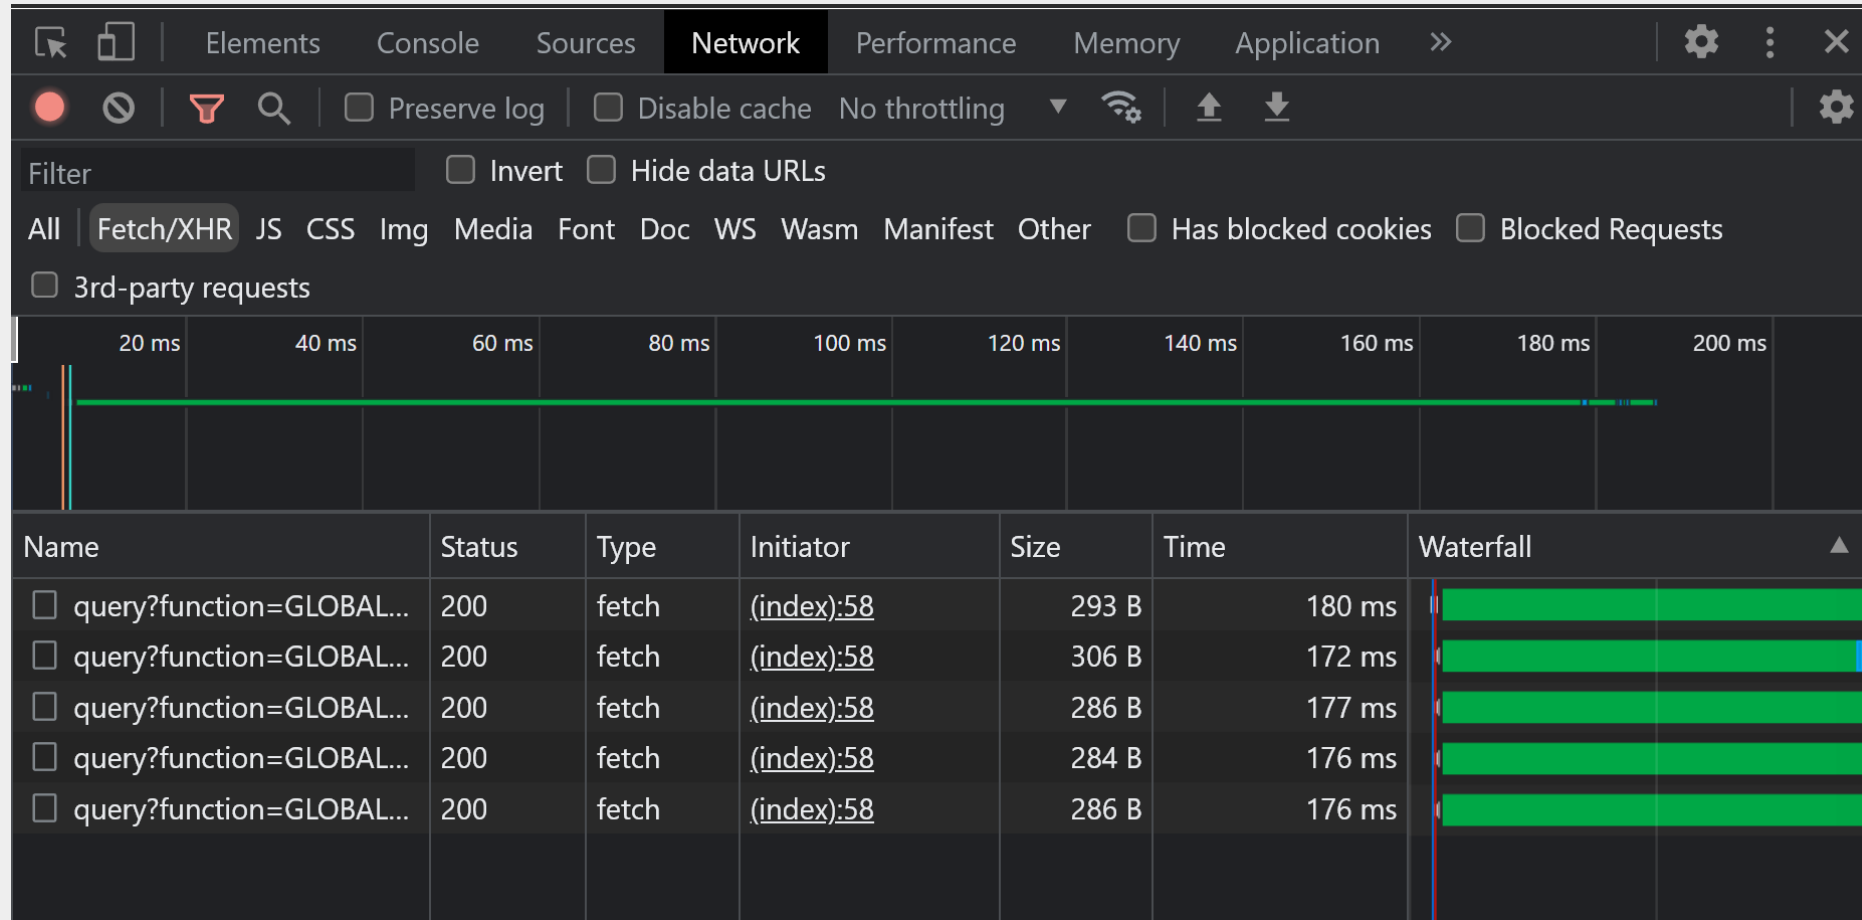 Elements Console Sources Network Performance Memory Application
Preserve log Disable cache No throttling
Filter Invert Hide data URLs
All Fetch/XHR JS CSS Img Media Font Doc WS Wasm Manifest Other Has blocked cookies Blocked Requests
3rd-party requests
20 ms 40 ms 60 ms 80 ms 100 ms 120 ms 140 ms 160 ms 180 ms 200 ms
Name Status Type Initiator Size Time Waterfall
query?function=GLOBAL... 200 fetch (index):58 293 B 180 ms
query?function=GLOBAL... 200 fetch (index):58 306 B 172 ms
query?function=GLOBAL... 200 fetch (index):58 286 B 177 ms
query?function=GLOBAL... 200 fetch (index):58 284 B 176 ms
query?function=GLOBAL... 200 fetch (index):58 286 B 176 ms